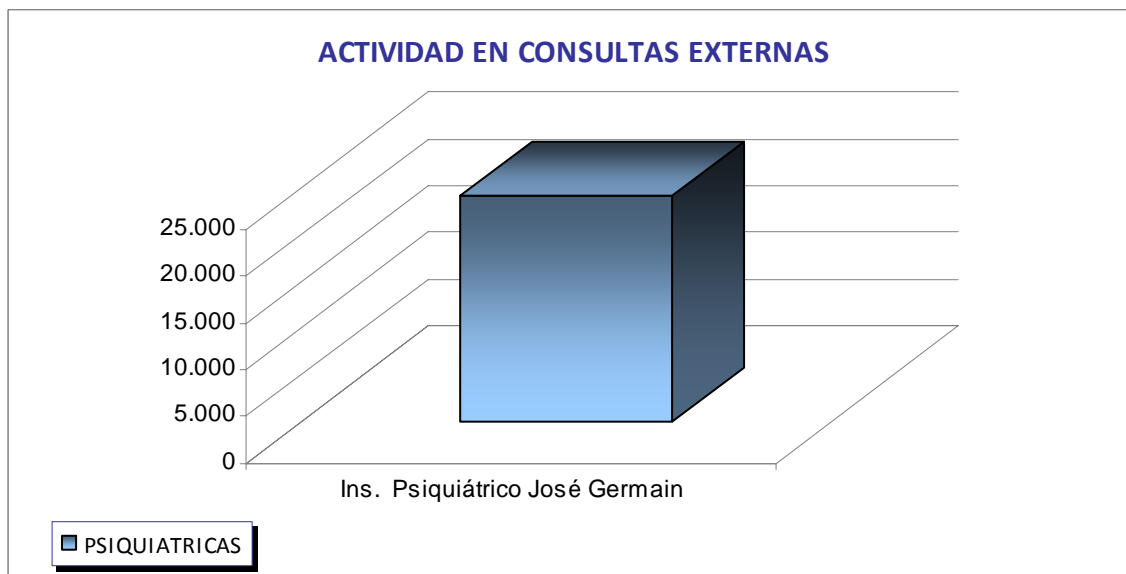 ACTIVIDAD EN CONSULTAS EXTERNAS
25.000
20.000
15.000
10.000
5.000
0
Ins. Psiquiátrico José Germain
PSIQUIATRICAS